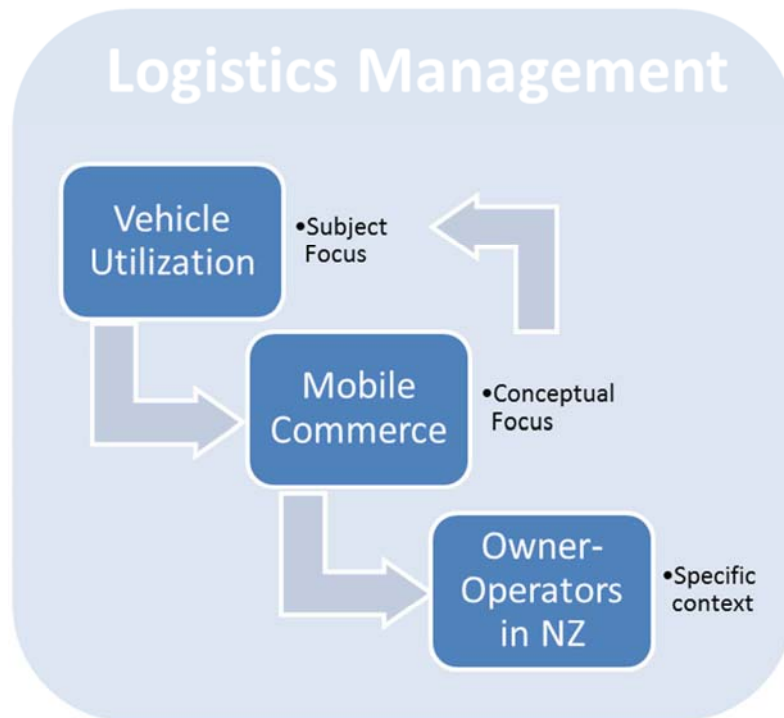 Logistics Management
Vehicle
Utilization
•Subject
Focus
Mobile
Commerce
•Conceptual
Focus
Owner-
Operators
in NZ
•Specific
context